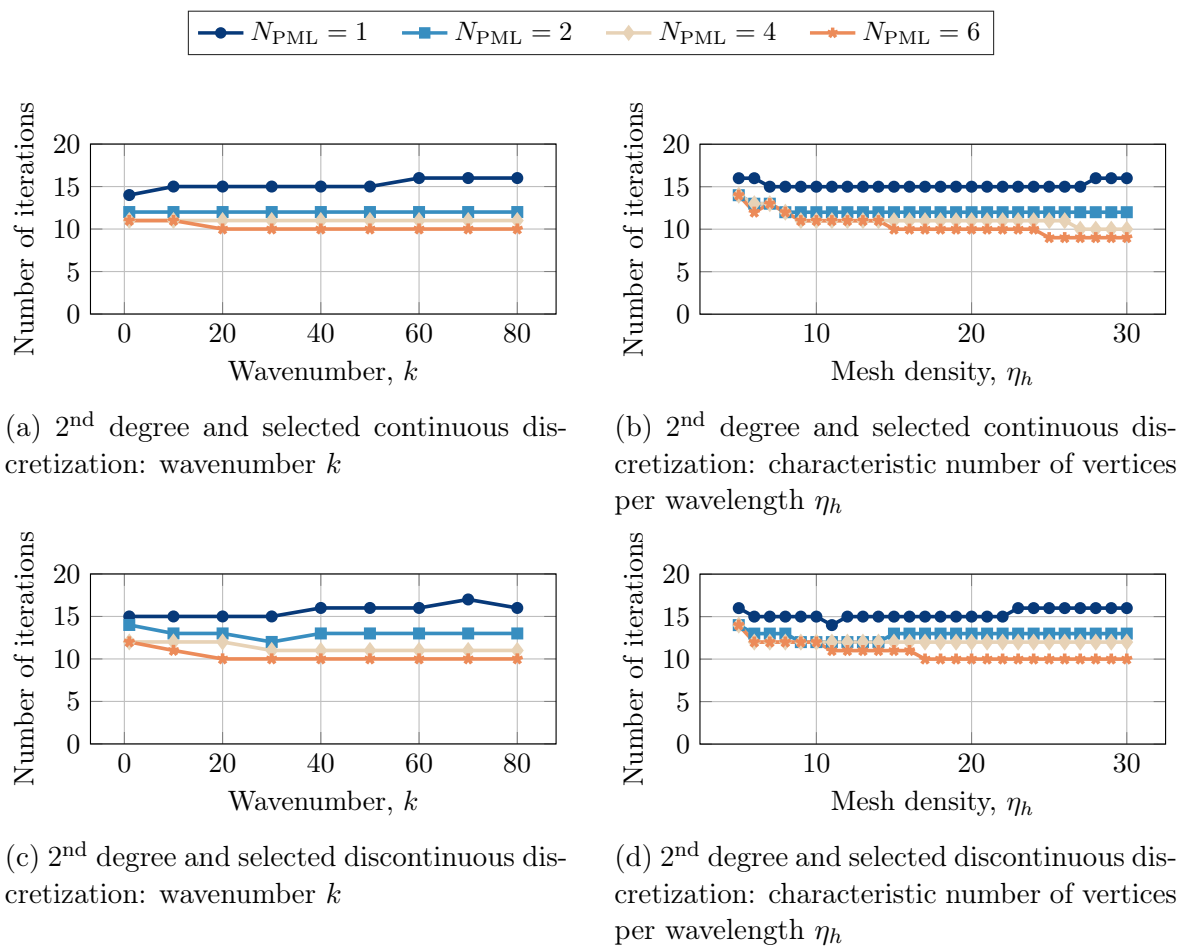 N_PML = 1 N_PML = 2 N_PML = 4 N_PML = 6
Number of iterations
20
15
10
5
0
0 20 40 60 80
Wavenumber, k
(a) 2nd degree and selected continuous dis-
cretization: wavenumber k
Number of iterations
20
15
10
5
0
10 20 30
Mesh density, η_h
(b) 2nd degree and selected continuous dis-
cretization: characteristic number of vertices
per wavelength η_h
Number of iterations
20
15
10
5
0
0 20 40 60 80
Wavenumber, k
(c) 2nd degree and selected discontinuous dis-
cretization: wavenumber k
Number of iterations
20
15
10
5
0
10 20 30
Mesh density, η_h
(d) 2nd degree and selected discontinuous dis-
cretization: characteristic number of vertices
per wavelength η_h